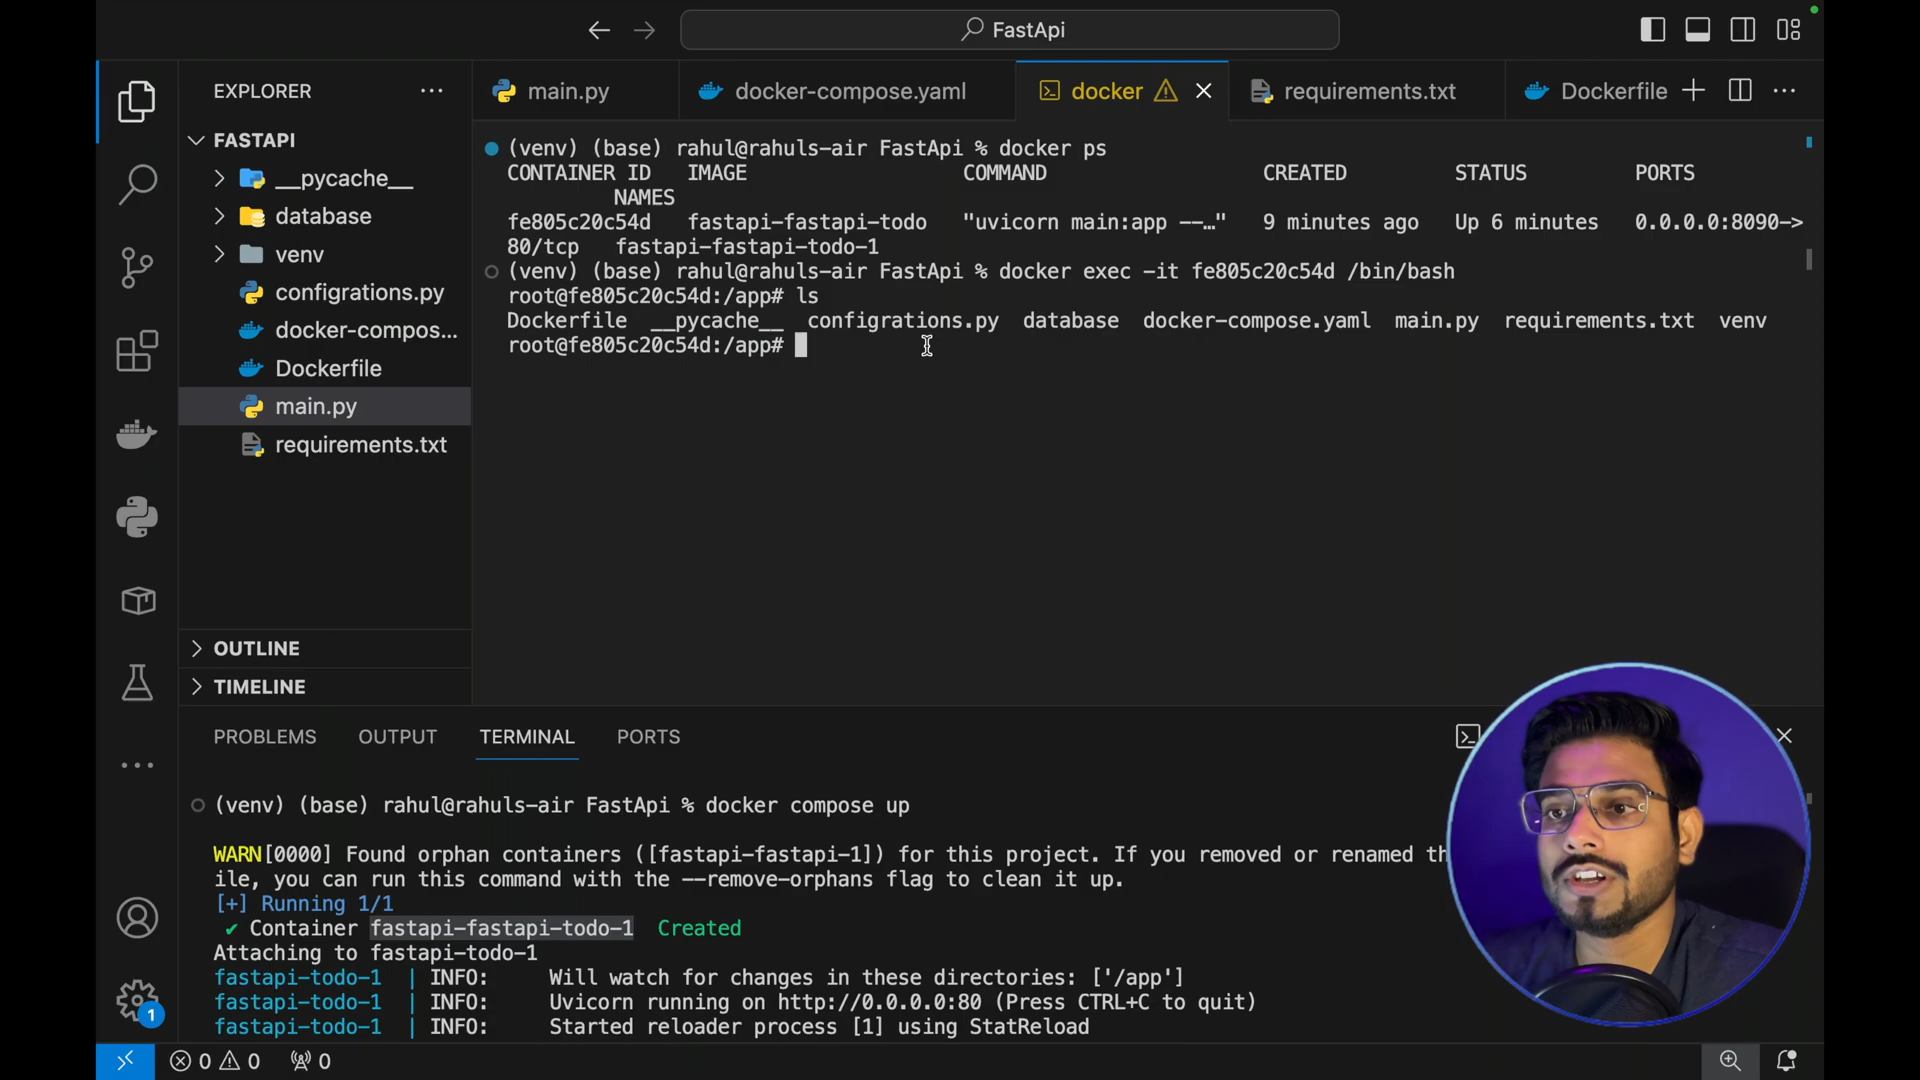 FastApi
EXPLORER
main.py
docker-compose.yaml
docker
requirements.txt
Dockerfile
FASTAPI
__pycache__
database
venv
configrations.py
docker-compos...
Dockerfile
main.py
requirements.txt
OUTLINE
TIMELINE
(venv) (base) rahul@rahuls-air FastApi % docker ps
CONTAINER ID IMAGE COMMAND CREATED STATUS PORTS
NAMES
fe805c20c54d fastapi-fastapi-todo "uvicorn main:app --…" 9 minutes ago Up 6 minutes 0.0.0.0:8090->
80/tcp fastapi-fastapi-todo-1
(venv) (base) rahul@rahuls-air FastApi % docker exec -it fe805c20c54d /bin/bash
root@fe805c20c54d:/app# ls
Dockerfile __pycache__ configrations.py database docker-compose.yaml main.py requirements.txt venv
root@fe805c20c54d:/app#
PROBLEMS OUTPUT TERMINAL PORTS
(venv) (base) rahul@rahuls-air FastApi % docker compose up
WARN[0000] Found orphan containers ([fastapi-fastapi-1]) for this project. If you removed or renamed th
ile, you can run this command with the --remove-orphans flag to clean it up.
[+] Running 1/1
✔ Container fastapi-fastapi-todo-1 Created
Attaching to fastapi-todo-1
fastapi-todo-1 | INFO: Will watch for changes in these directories: ['/app']
fastapi-todo-1 | INFO: Uvicorn running on http://0.0.0.0:80 (Press CTRL+C to quit)
fastapi-todo-1 | INFO: Started reloader process [1] using StatReload
1
0 0 0